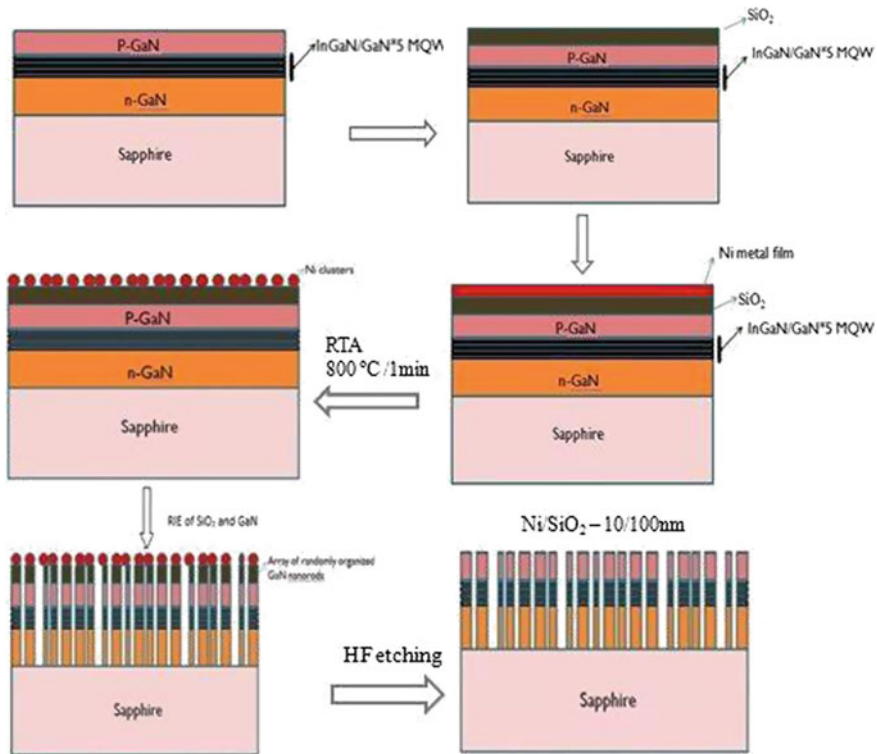 P-GaN
InGaN/GaN*5 MQW
n-GaN
Sapphire
SiO₂
P-GaN
InGaN/GaN*5 MQW
n-GaN
Sapphire
Ni metal film
SiO₂
P-GaN
InGaN/GaN*5 MQW
n-GaN
Sapphire
RTA
800 °C /1min
Ni clusters
P-GaN
n-GaN
Sapphire
RIE of SiO₂ and GaN
Array of randomly organized
GaN nanorods
Sapphire
HF etching
Ni/SiO₂ – 10/100nm
Sapphire